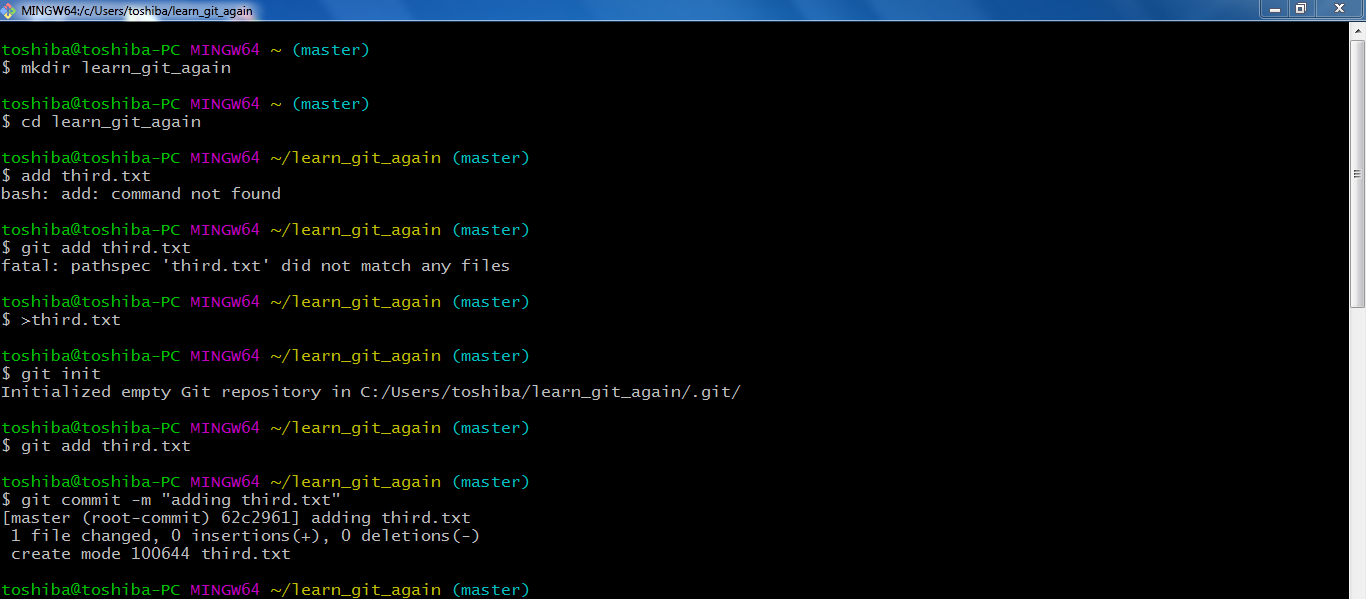 MINGW64:/c/Users/toshiba/learn_git_again
toshiba@toshiba-PC MINGW64 ~ (master)
$ mkdir learn_git_again
toshiba@toshiba-PC MINGW64 ~ (master)
$ cd learn_git_again
toshiba@toshiba-PC MINGW64 ~/learn_git_again (master)
$ add third.txt
bash: add: command not found
toshiba@toshiba-PC MINGW64 ~/learn_git_again (master)
$ git add third.txt
fatal: pathspec 'third.txt' did not match any files
toshiba@toshiba-PC MINGW64 ~/learn_git_again (master)
$ >third.txt
toshiba@toshiba-PC MINGW64 ~/learn_git_again (master)
$ git init
Initialized empty Git repository in C:/Users/toshiba/learn_git_again/.git/
toshiba@toshiba-PC MINGW64 ~/learn_git_again (master)
$ git add third.txt
toshiba@toshiba-PC MINGW64 ~/learn_git_again (master)
$ git commit -m "adding third.txt"
[master (root-commit) 62c2961] adding third.txt
 1 file changed, 0 insertions(+), 0 deletions(-)
 create mode 100644 third.txt
toshiba@toshiba-PC MINGW64 ~/learn_git_again (master)